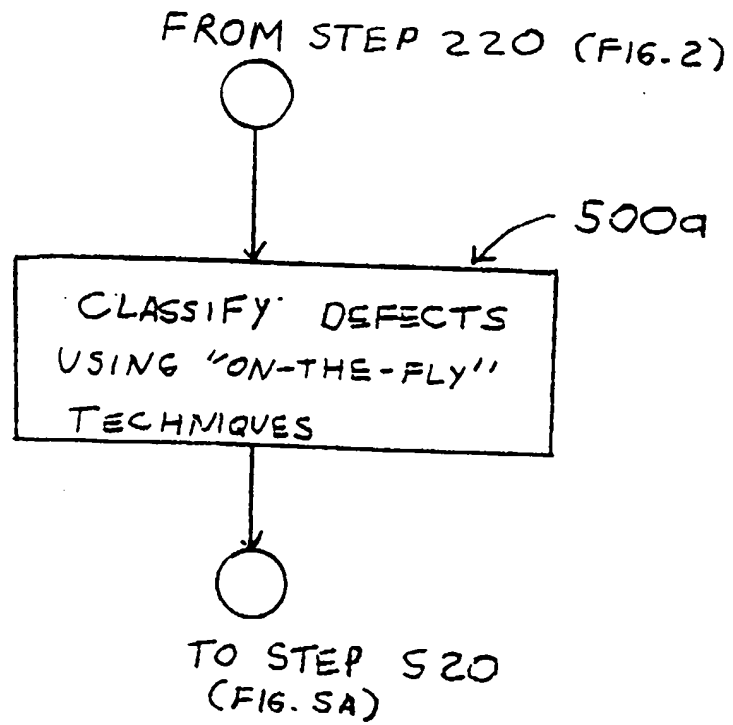 FROM STEP 220 (FIG. 2)
500a
CLASSIFY DEFECTS
USING "ON-THE-FLY"
TECHNIQUES
TO STEP 520
(FIG. 5A)